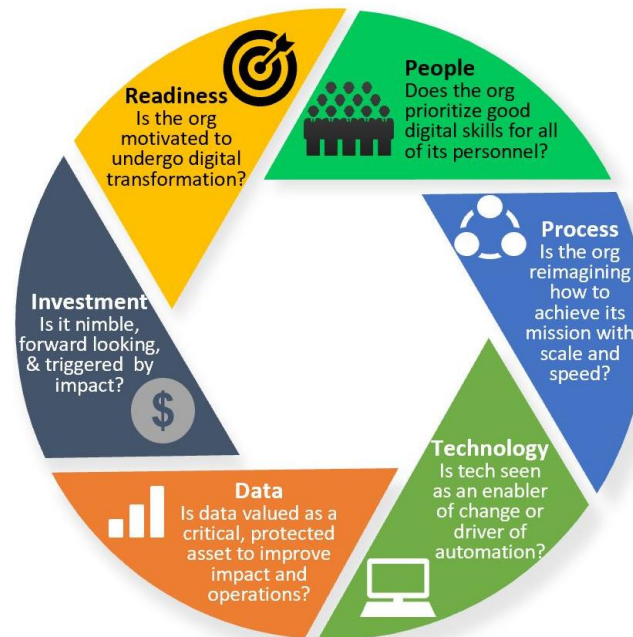 Readiness
Is the org
motivated to
undergo digital
transformation?
People
Does the org
prioritize good
digital skills for all
of its personnel?
Process
Is the org
reimagining
how to
achieve its
mission with
scale and
speed?
Technology
Is tech seen
as an enabler
of change or
driver of
automation?
Data
Is data valued as a
critical, protected
asset to improve
impact and
operations?
Investment
Is it nimble,
forward looking,
& triggered by
impact?
$